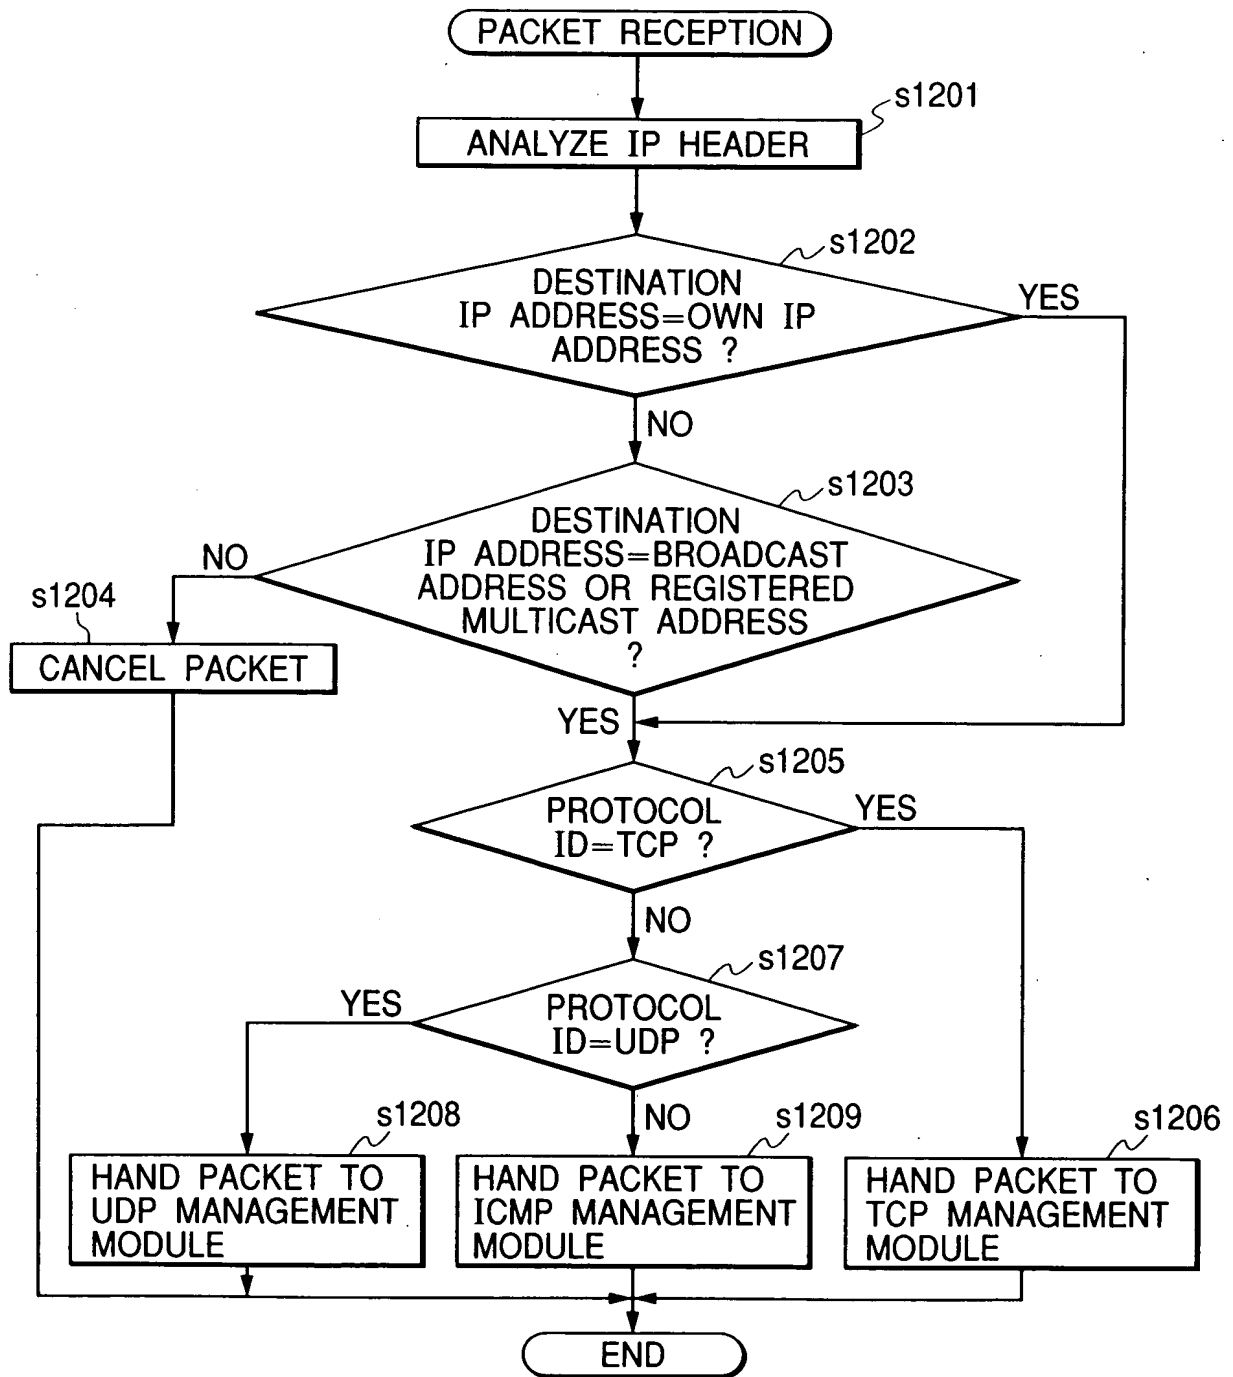 PACKET RECEPTION
s1201
ANALYZE IP HEADER
s1202
DESTINATION
IP ADDRESS=OWN IP
ADDRESS ?
YES
NO
s1203
DESTINATION
IP ADDRESS=BROADCAST
ADDRESS OR REGISTERED
MULTICAST ADDRESS
?
NO
s1204
CANCEL PACKET
YES
s1205
PROTOCOL
ID=TCP ?
YES
NO
s1207
PROTOCOL
ID=UDP ?
YES
NO
s1208
HAND PACKET TO
UDP MANAGEMENT
MODULE
s1209
HAND PACKET TO
ICMP MANAGEMENT
MODULE
s1206
HAND PACKET TO
TCP MANAGEMENT
MODULE
END